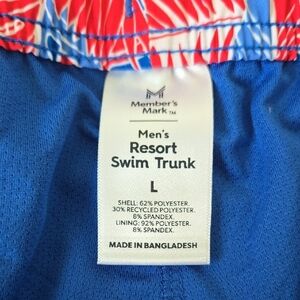 Member's
Mark TM
Men's
Resort
Swim Trunk
L
SHELL: 62% POLYESTER.
30% RECYCLED POLYESTER.
8% SPANDEX.
LINING: 92% POLYESTER.
8% SPANDEX.
MADE IN BANGLADESH